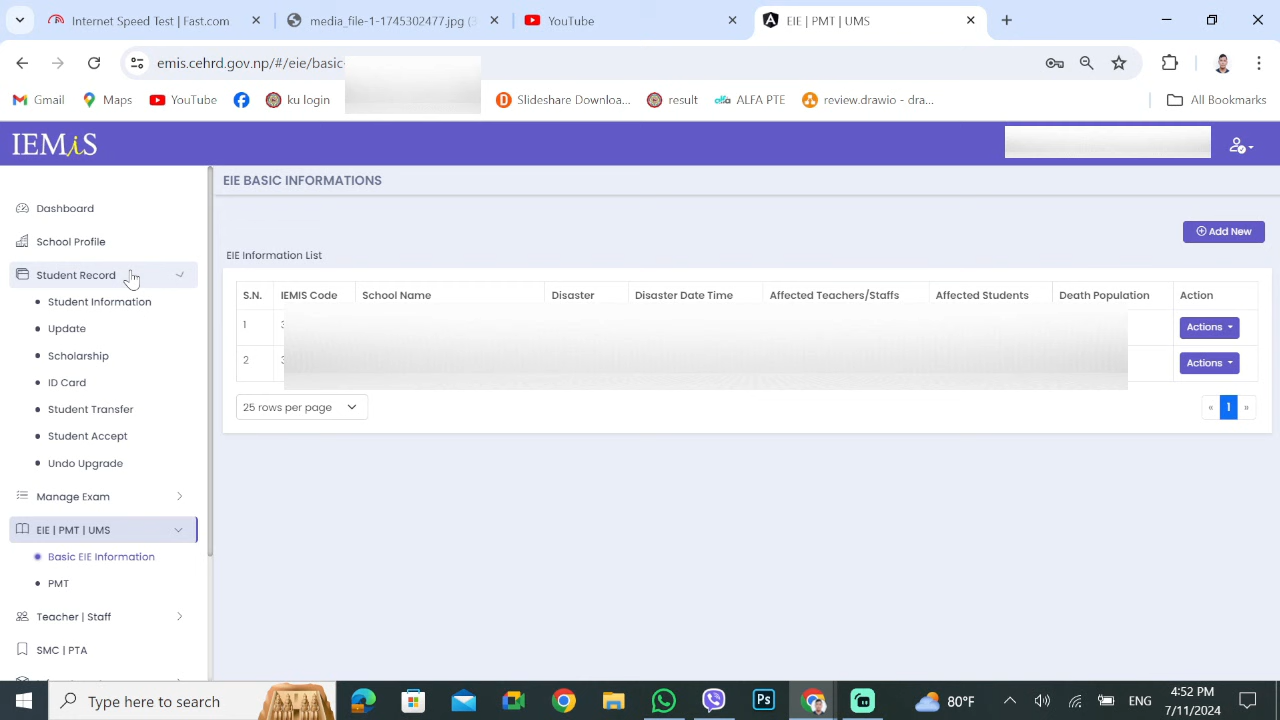 Internet Speed Test | Fast.com
media_file-1-1745302477.jpg (3
YouTube
EIE | PMT | UMS
emis.cehrd.gov.np/#/eie/basic-
Gmail
Maps
YouTube
ku login
Slideshare Downloa...
result
ALFA PTE
review.drawio - dra...
All Bookmarks
IEMiS
EIE BASIC INFORMATIONS
Dashboard
School Profile
Student Record
Student Information
Update
Scholarship
ID Card
Student Transfer
Student Accept
Undo Upgrade
Manage Exam
EIE | PMT | UMS
Basic EIE Information
PMT
Teacher | Staff
SMC | PTA
Add New
EIE Information List
S.N. IEMIS Code School Name Disaster Disaster Date Time Affected Teachers/Staffs Affected Students Death Population Action
1 3 Actions
2 3 Actions
25 rows per page
« 1 »
Type here to search
80°F
ENG
4:52 PM
7/11/2024